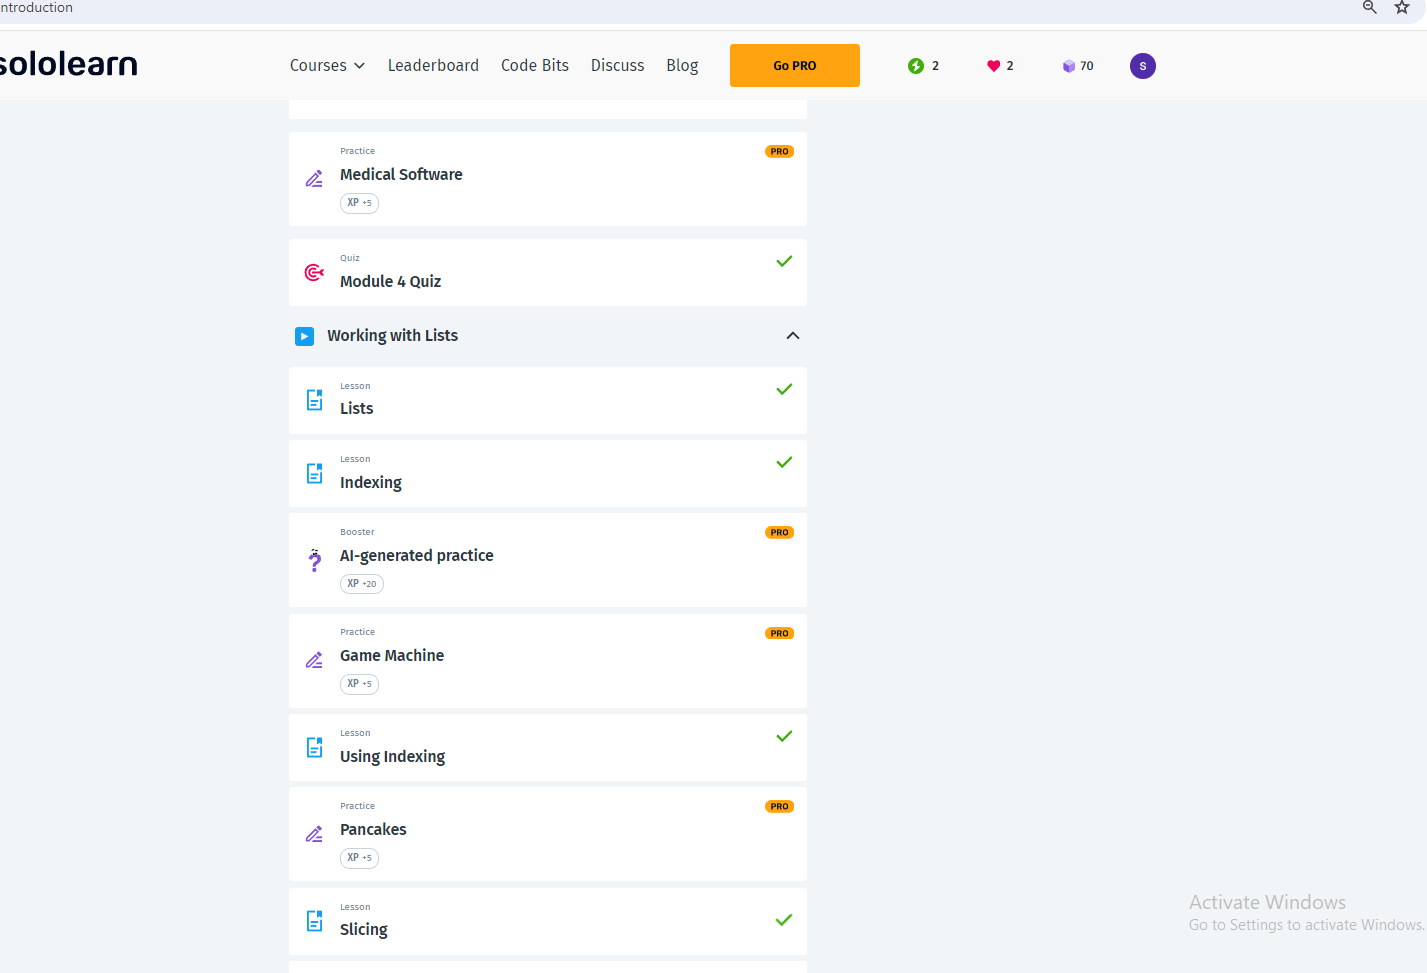 ntroduction
sololearn
Courses
Leaderboard
Code Bits
Discuss
Blog
Go PRO
2
2
70
S
Practice
PRO
Medical Software
XP +5
Quiz
Module 4 Quiz
Working with Lists
Lesson
Lists
Lesson
Indexing
Booster
PRO
AI-generated practice
XP +20
Practice
PRO
Game Machine
XP +5
Lesson
Using Indexing
Practice
PRO
Pancakes
XP +5
Lesson
Slicing
Activate Windows
Go to Settings to activate Windows.